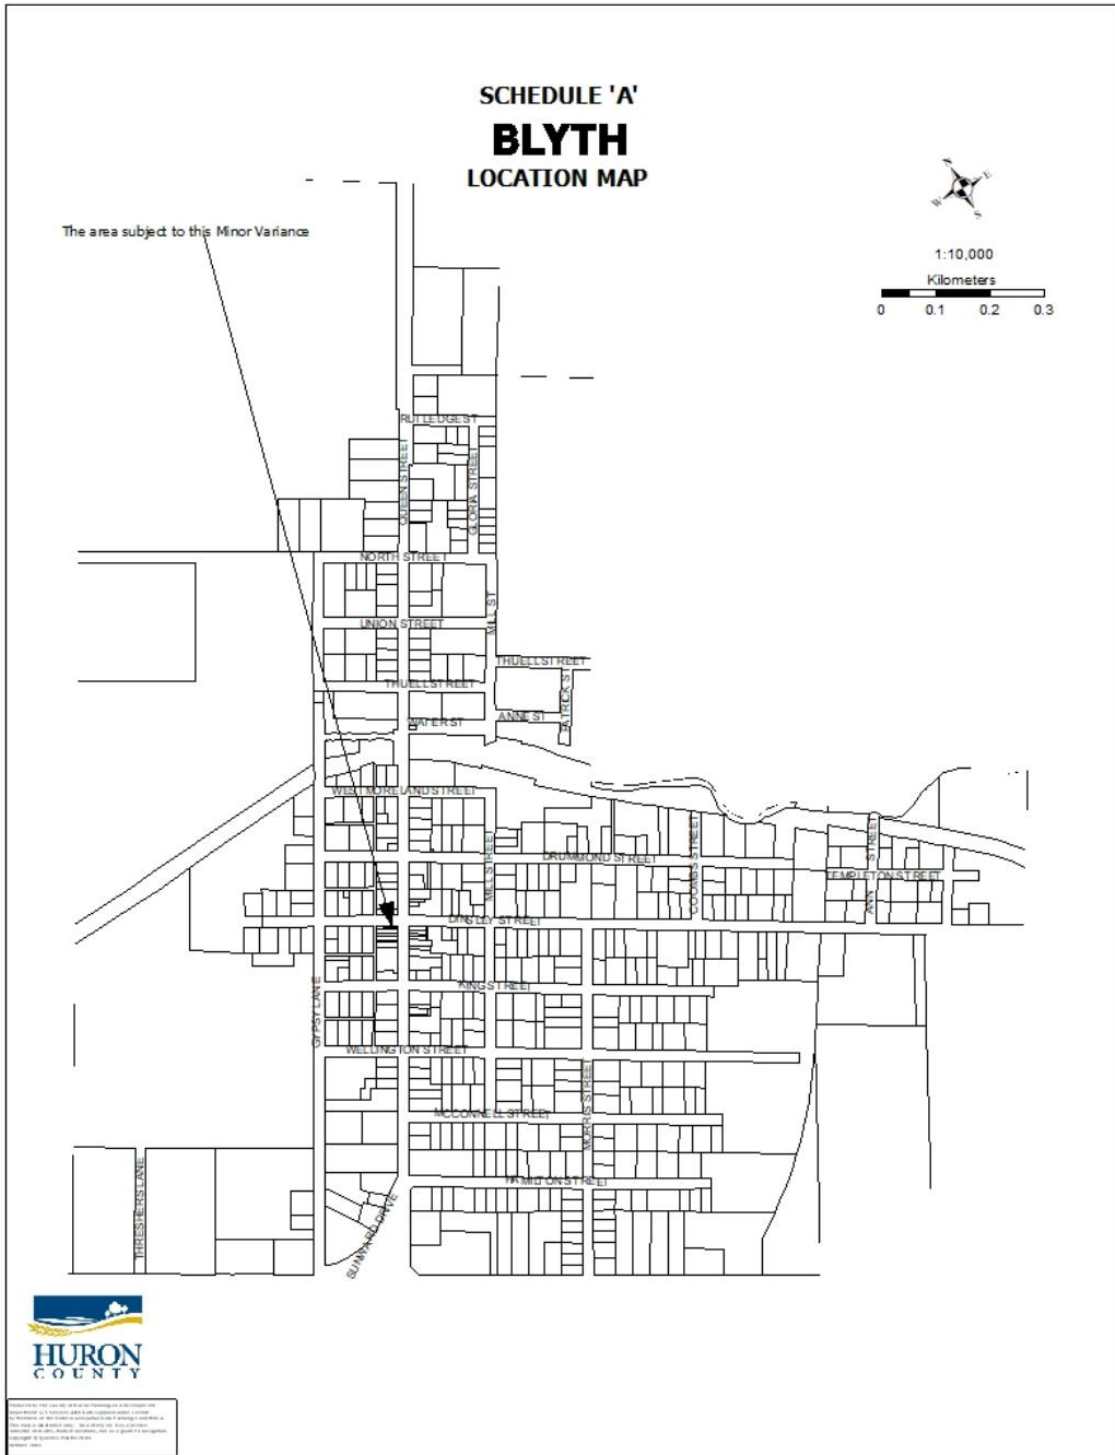 SCHEDULE 'A'
BLYTH
LOCATION MAP
N
E
W
S
The area subject to this Minor Variance
1:10,000
Kilometers
0 0.1 0.2 0.3
RUTLEDGE ST
QUEEN STREET
GLORIA STREET
NORTH STREET
MILL ST
UNION STREET
THUELL STREET
THUELL STREET
PATRICK ST
ANNE ST
WATER ST
WESTMORELAND STREET
MILL STREET
DRUMMOND STREET
ANN STREET
TEMPLETON STREET
DINSLEY STREET
KING STREET
GYPSY LANE
WELLINGTON STREET
MORRIS STREET
MCCONNELL STREET
HAMILTON STREET
THRESHERS LANE
SUNWARD DRIVE
HURON
COUNTY